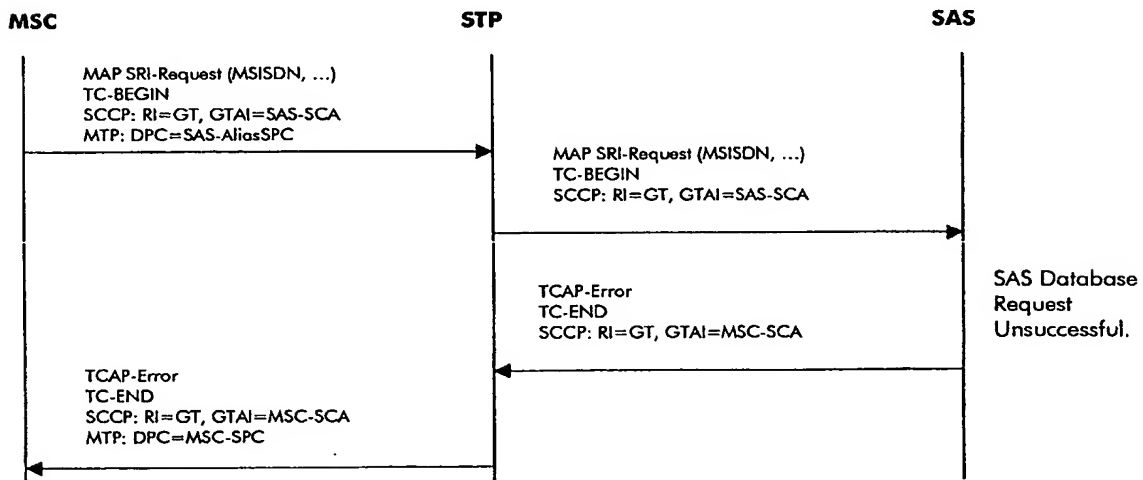 MSC
STP
SAS
MAP SRI-Request (MSISDN, ...)
TC-BEGIN
SCCP: RI=GT, GTAI=SAS-SCA
MTP: DPC=SAS-AliasSPC
MAP SRI-Request (MSISDN, ...)
TC-BEGIN
SCCP: RI=GT, GTAI=SAS-SCA
SAS Database
Request
Unsuccessful.
TCAP-Error
TC-END
SCCP: RI=GT, GTAI=MSC-SCA
TCAP-Error
TC-END
SCCP: RI=GT, GTAI=MSC-SCA
MTP: DPC=MSC-SPC